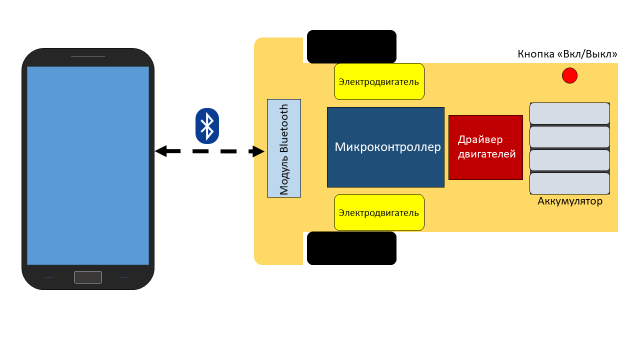 Кнопка «Вкл/Выкл»
Электродвигатель
Модуль Bluetooth
Микроконтроллер
Драйвер
двигателей
Электродвигатель
Аккумулятор